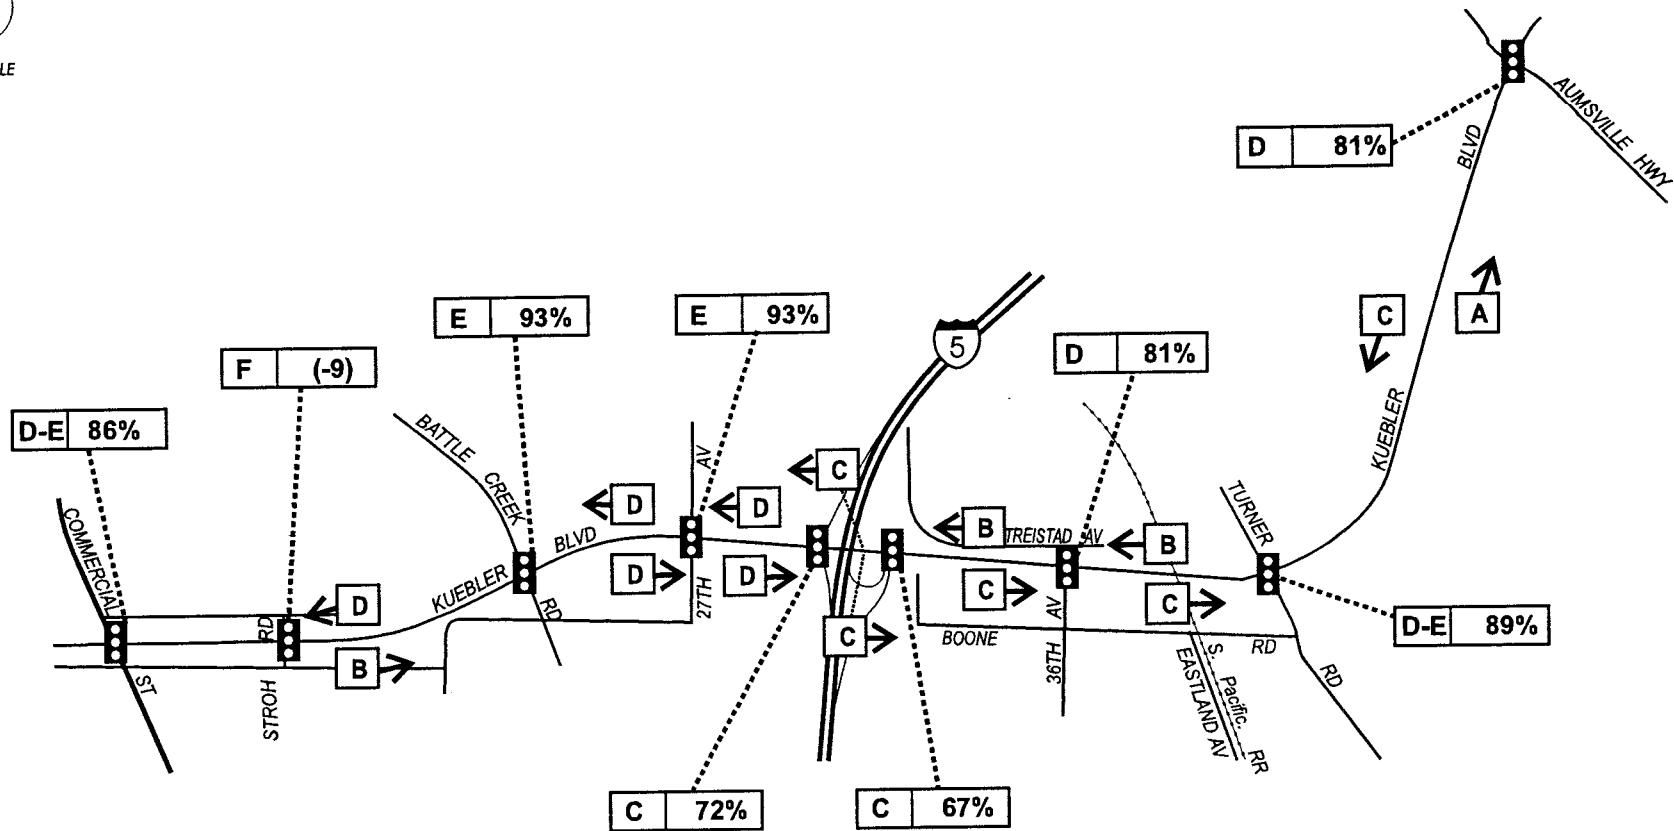 LE
D 81%
BLVD
AUMSVILLE HWY
C
A
KUEBLER
E 93%
E 93%
5
D 81%
F (-9)
D-E 86%
BATTLE CREEK RD
AV
27TH
C
TURNER RD
COMMERCIAL ST
D
D
B
TREISTAD AV
B
KUEBLER BLVD
D
D
C
C
D
STROH RD
C
BOONE RD
36TH AV
D-E 89%
B
S. Pacific. RR
EASTLAND AV
C 72%
C 67%